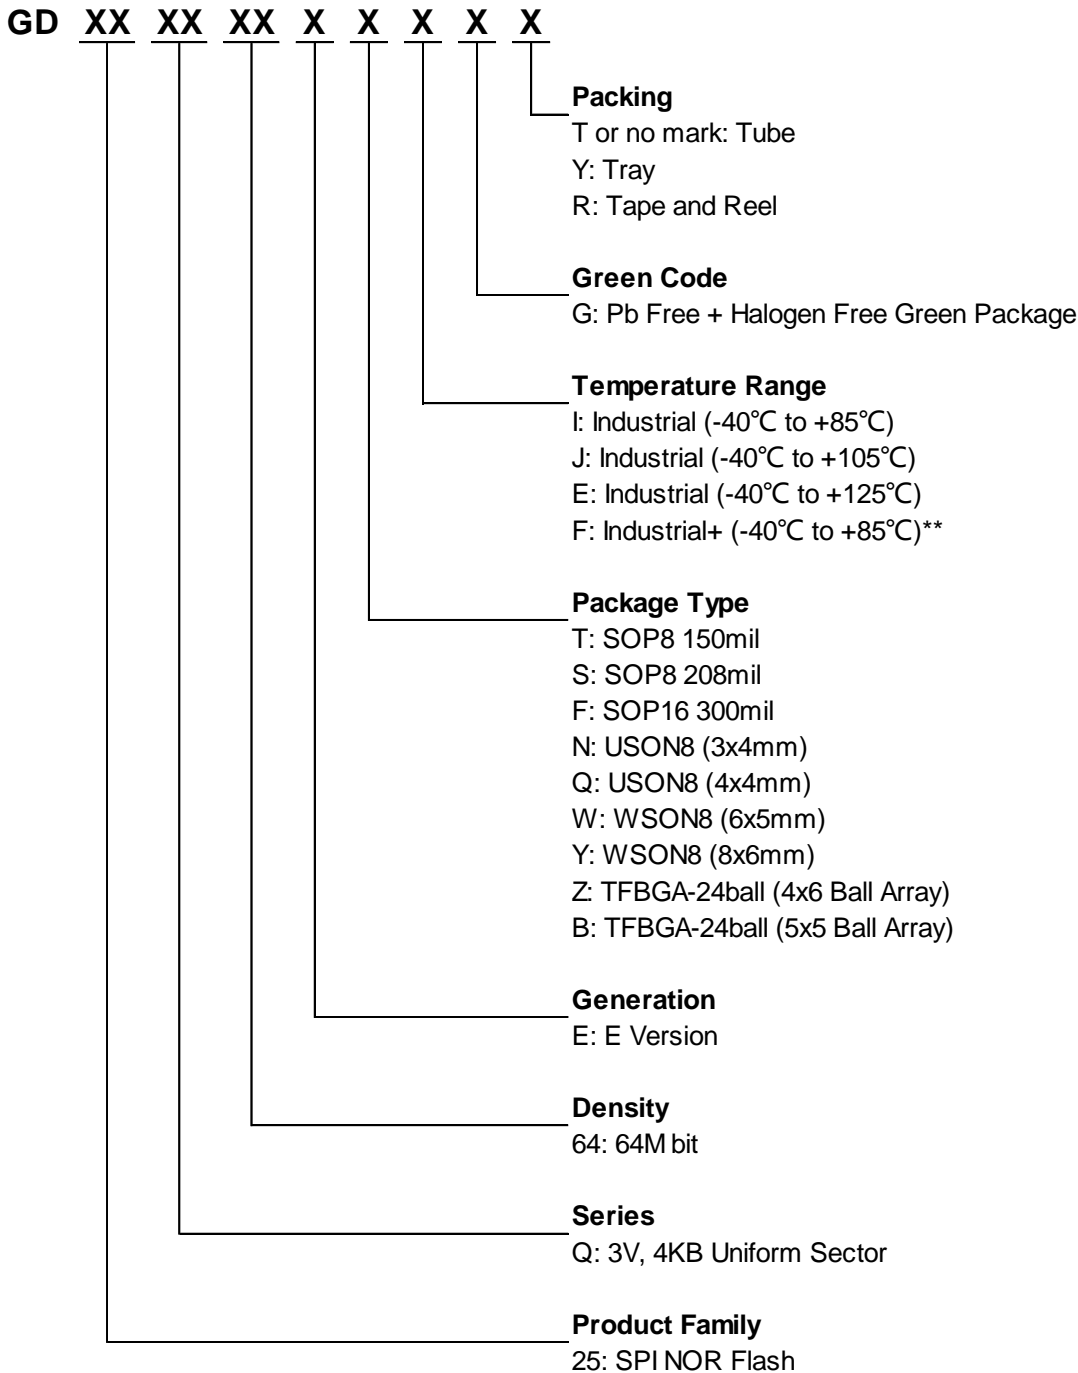 GD XX XX XX X X X X X
Packing
T or no mark: Tube
Y: Tray
R: Tape and Reel
Green Code
G: Pb Free + Halogen Free Green Package
Temperature Range
I: Industrial (-40℃ to +85℃)
J: Industrial (-40℃ to +105℃)
E: Industrial (-40℃ to +125℃)
F: Industrial+ (-40℃ to +85℃)**
Package Type
T: SOP8 150mil
S: SOP8 208mil
F: SOP16 300mil
N: USON8 (3x4mm)
Q: USON8 (4x4mm)
W: WSON8 (6x5mm)
Y: WSON8 (8x6mm)
Z: TFBGA-24ball (4x6 Ball Array)
B: TFBGA-24ball (5x5 Ball Array)
Generation
E: E Version
Density
64: 64M bit
Series
Q: 3V, 4KB Uniform Sector
Product Family
25: SPI NOR Flash